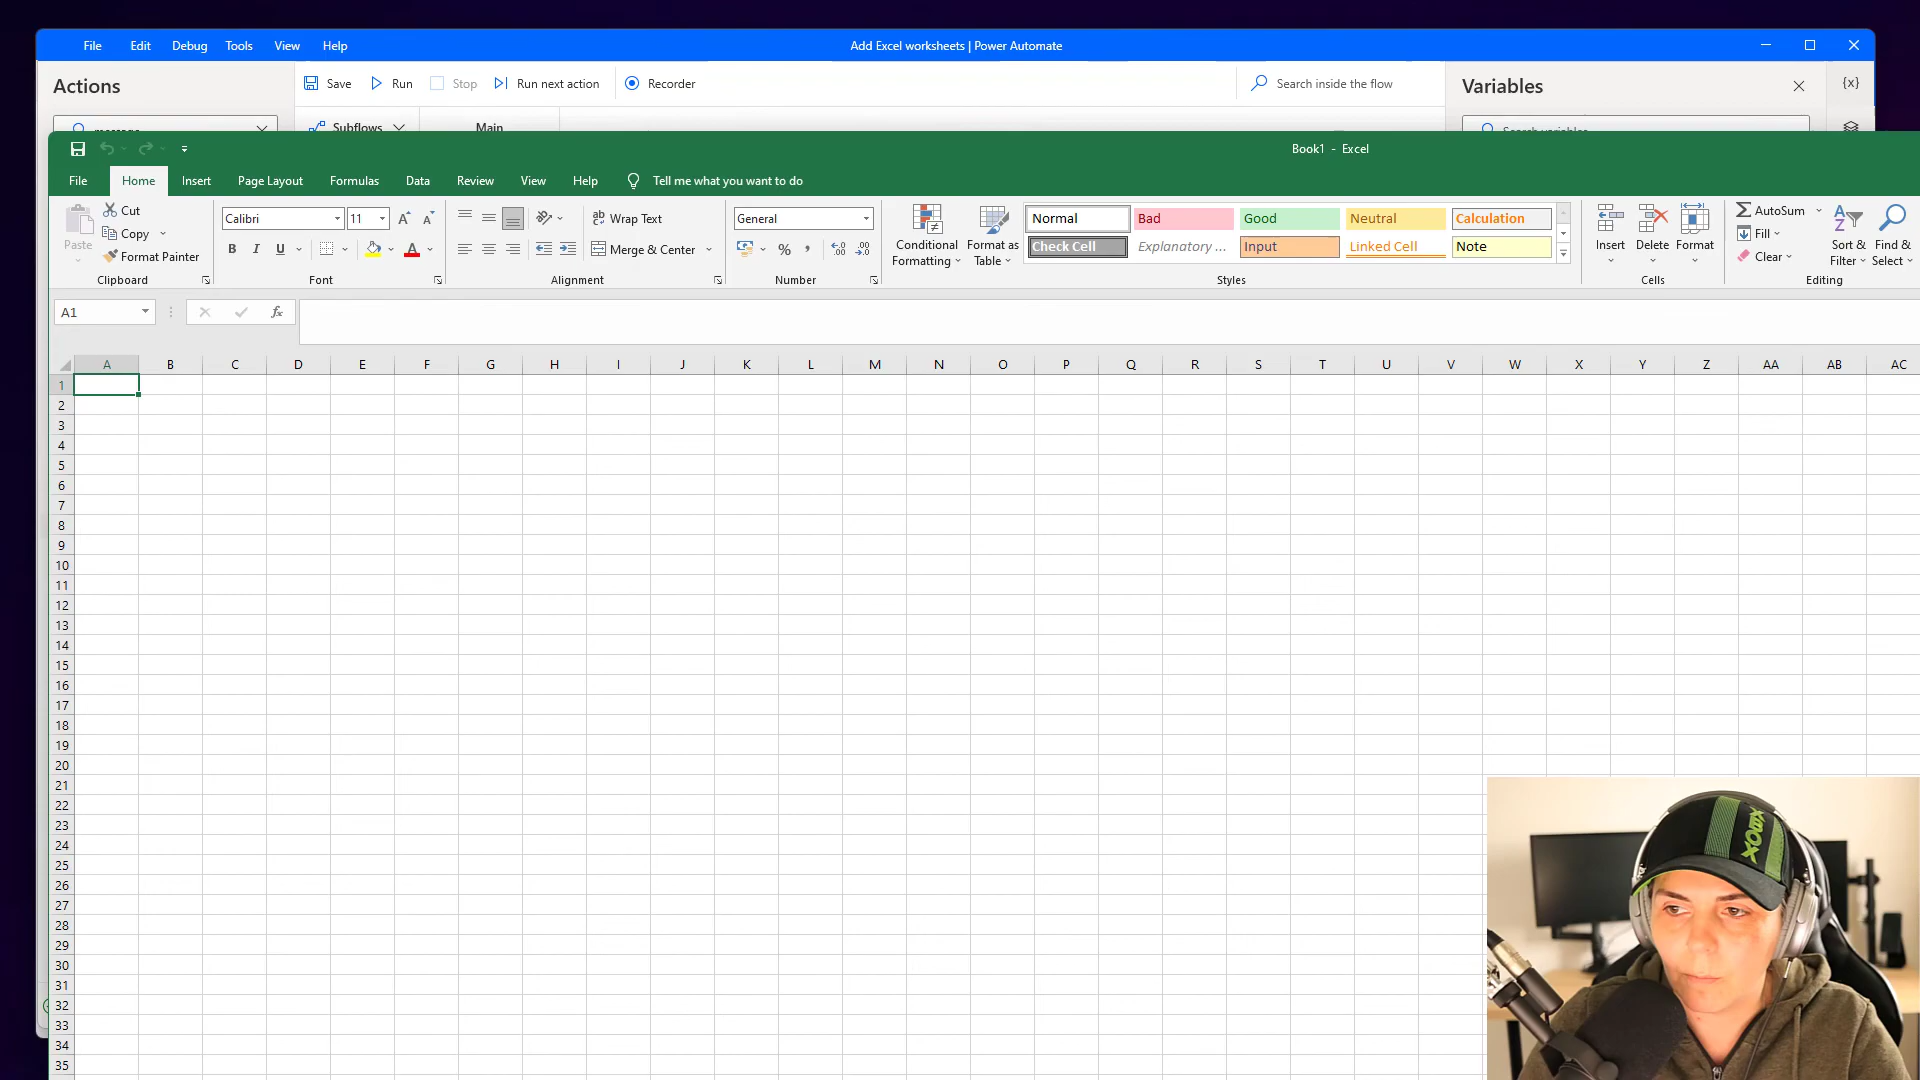 File Edit Debug Tools View Help Add Excel worksheets | Power Automate
Actions Save Run Stop Run next action Recorder Search inside the flow Variables {x}
message Subflows Main Search variables
Book1 - Excel
File Home Insert Page Layout Formulas Data Review View Help Tell me what you want to do
Paste Cut Copy Format Painter
Calibri 11
B I U A
ab Wrap Text
Merge & Center
General
% ,
Conditional Formatting
Format as Table
Normal Bad Good Neutral Calculation
Check Cell Explanatory ... Input Linked Cell Note
Insert Delete Format
AutoSum Fill Clear
Sort & Filter
Find & Select
Clipboard Font Alignment Number Styles Cells Editing
A1 fx
A B C D E F G H I J K L M N O P Q R S T U V W X Y Z AA AB AC
1
2
3
4
5
6
7
8
9
10
11
12
13
14
15
16
17
18
19
20
21
22
23
24
25
26
27
28
29
30
31
32
33
34
35
XBOX